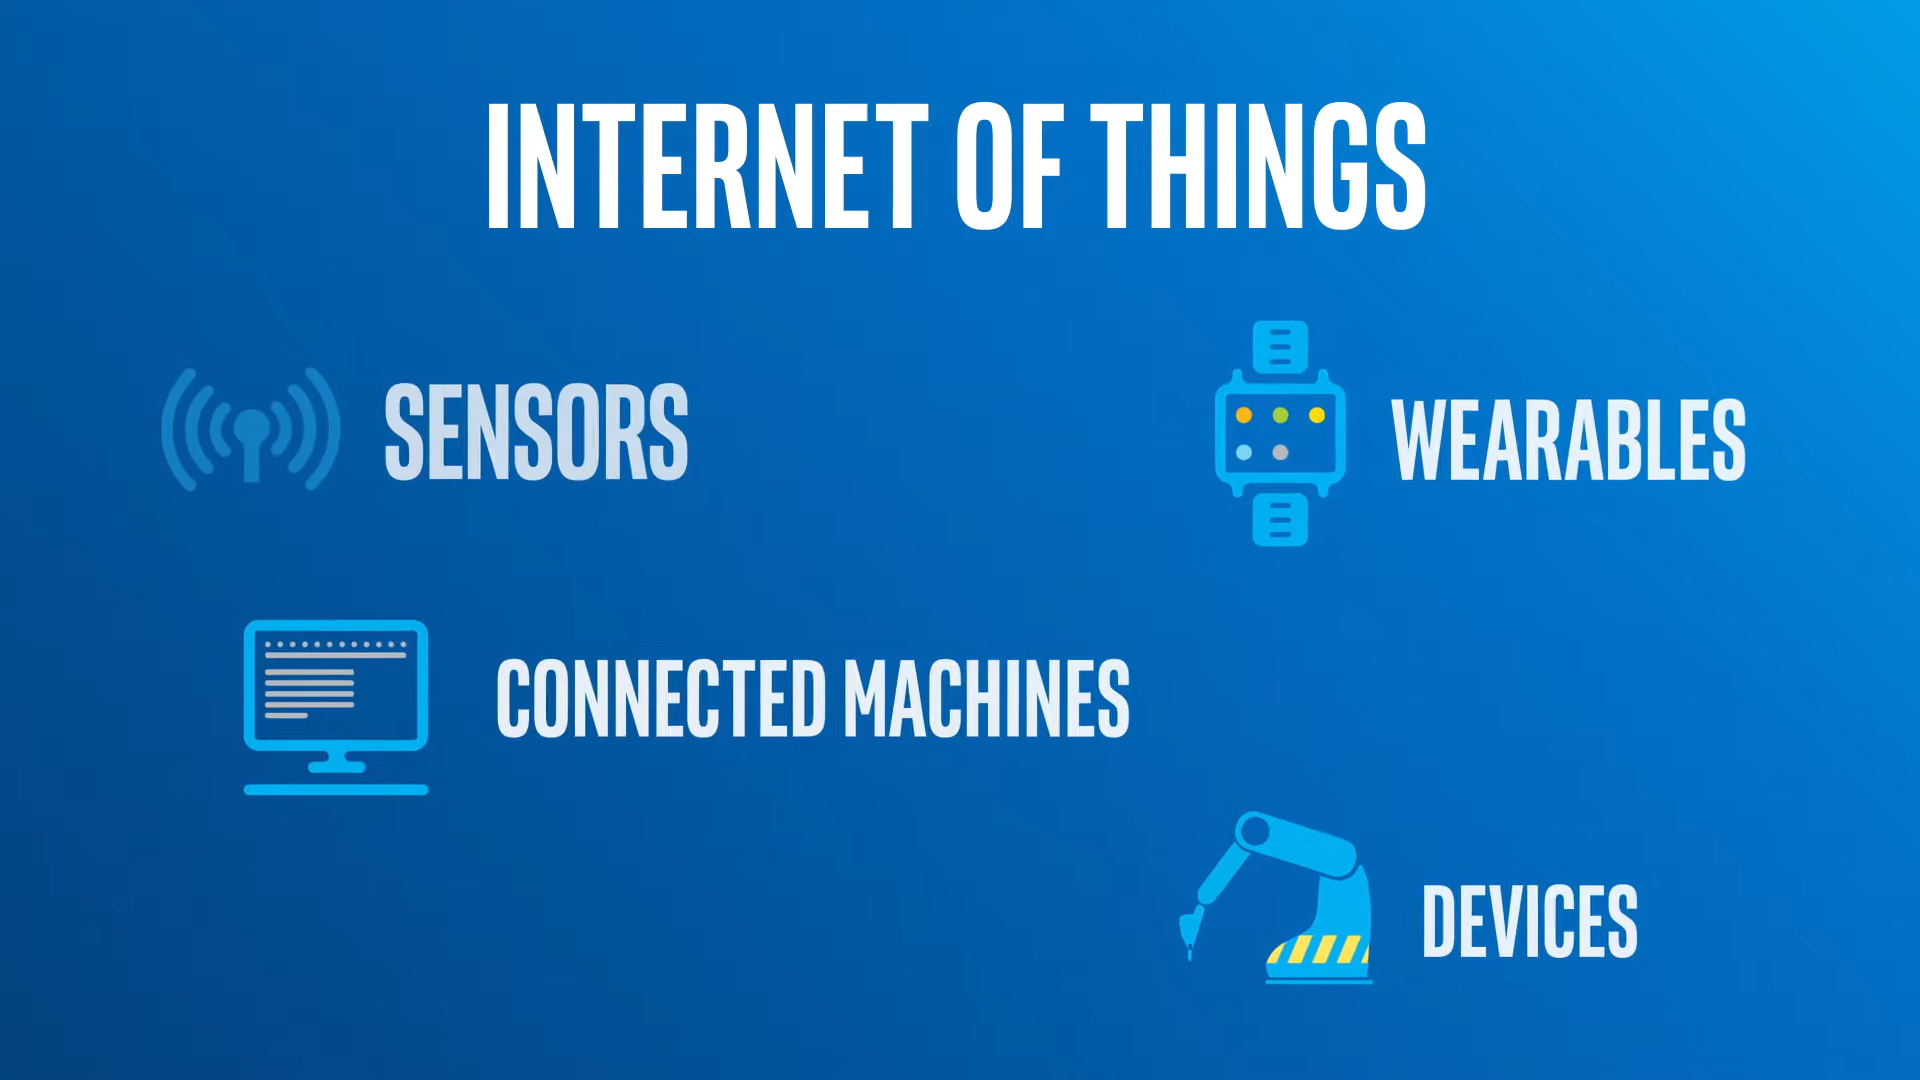 INTERNET OF THINGS
SENSORS
WEARABLES
CONNECTED MACHINES
DEVICES